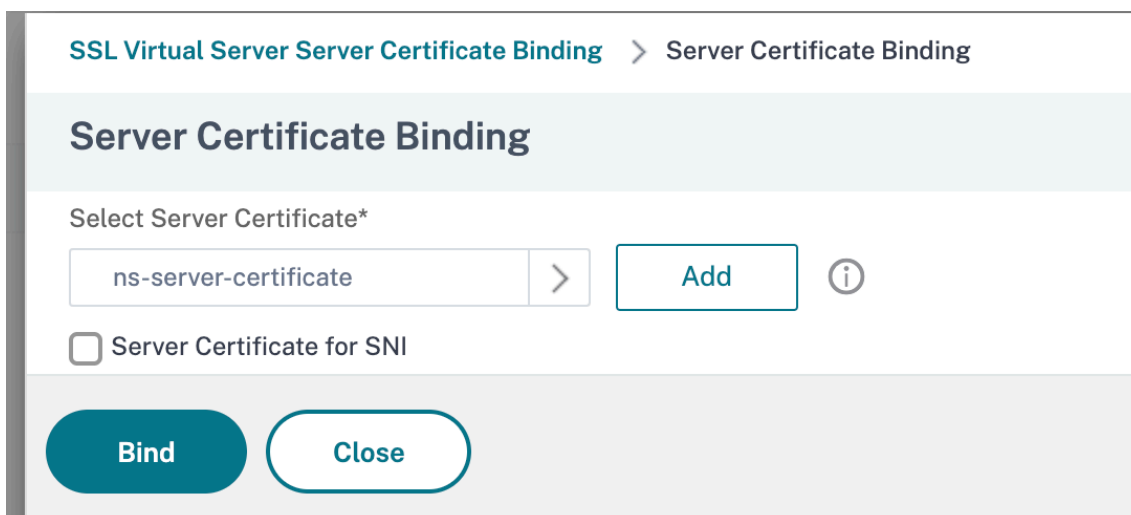 SSL Virtual Server Server Certificate Binding > Server Certificate Binding
Server Certificate Binding
Select Server Certificate*
ns-server-certificate > Add
Server Certificate for SNI
Bind Close